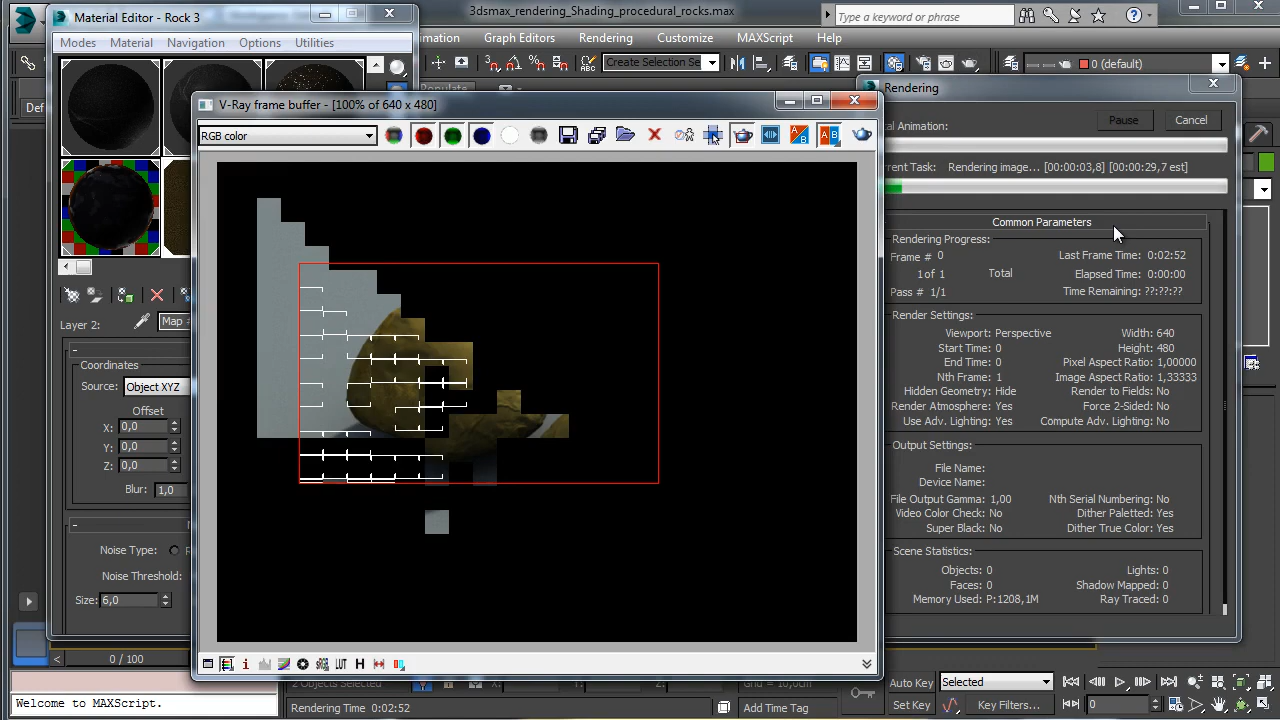 3dsmax_rendering_Shading_procedural_rocks.max
Type a keyword or phrase
Material Editor - Rock 3
Modes Material Navigation Options Utilities
Graph Editors Rendering Customize MAXScript Help
Create Selection Se
0 (default)
V-Ray frame buffer - [100% of 640 x 480]
RGB color
Rendering
Pause Cancel
Rendering image... [00:00:03,8] [00:00:29,7 est]
Common Parameters
Rendering Progress:
Frame # 0
1 of 1 Total
Pass # 1/1
Last Frame Time: 0:02:52
Elapsed Time: 0:00:00
Time Remaining: ??:??:??
Render Settings:
Viewport: Perspective Width: 640
Start Time: 0 Height: 480
End Time: 0 Pixel Aspect Ratio: 1,00000
Nth Frame: 1 Image Aspect Ratio: 1,33333
Hidden Geometry: Hide Render to Fields: No
Render Atmosphere: Yes Force 2-Sided: No
Use Adv. Lighting: Yes Compute Adv. Lighting: No
Output Settings:
File Name:
Device Name:
File Output Gamma: 1,00 Nth Serial Numbering: No
Video Color Check: No Dither Paletted: Yes
Super Black: No Dither True Color: Yes
Scene Statistics:
Objects: 0 Lights: 0
Faces: 0 Shadow Mapped: 0
Memory Used: P:1208,1M Ray Traced: 0
Layer 2: Map
Coordinates
Source: Object XYZ
Offset
X: 0,0
Y: 0,0
Z: 0,0
Blur: 1,0
Noise Type:
Noise Threshold:
Size: 6,0
LUT H
0 / 100
Welcome to MAXScript.
2 Objects Selected X: Y: Z: Grid = 10,0cm
Rendering Time 0:02:52
Add Time Tag
Auto Key Selected
Set Key Key Filters... 0